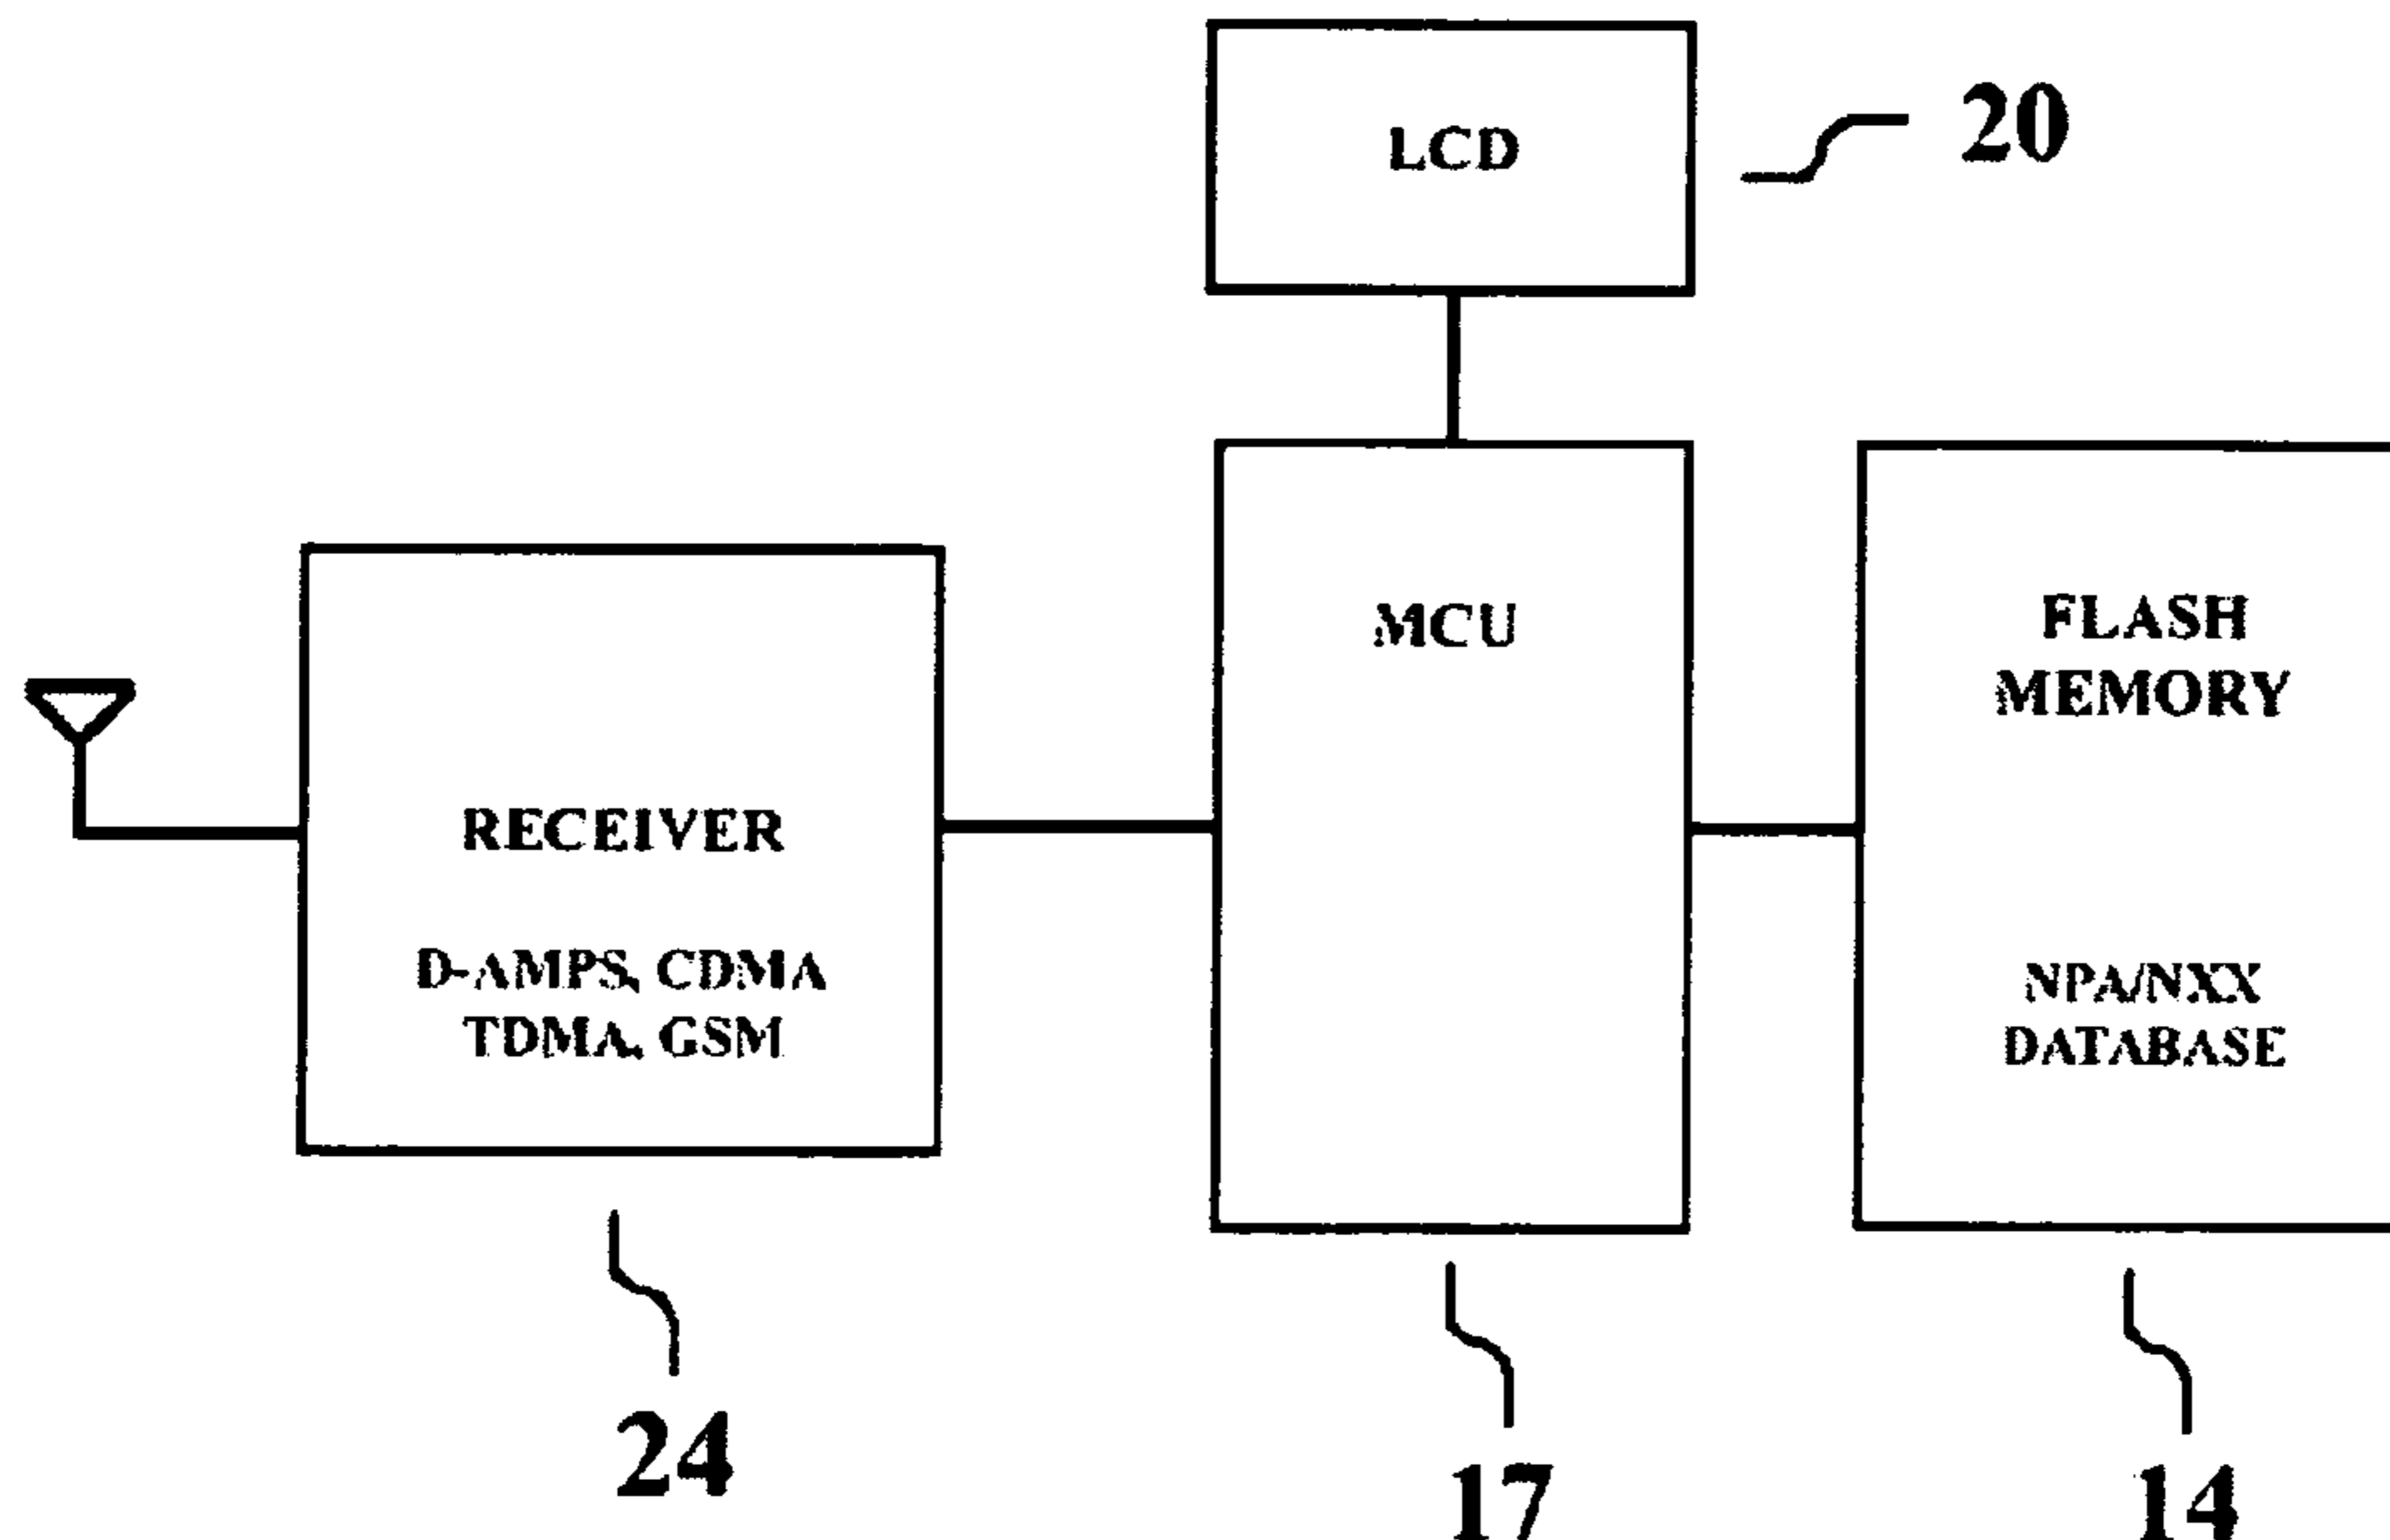 LCD
20
MCU
FLASH
MEMORY
RECEIVER
D-AMPS, CDMA
TDMA, GSM
NPA/NXX
DATABASE
24
17
14